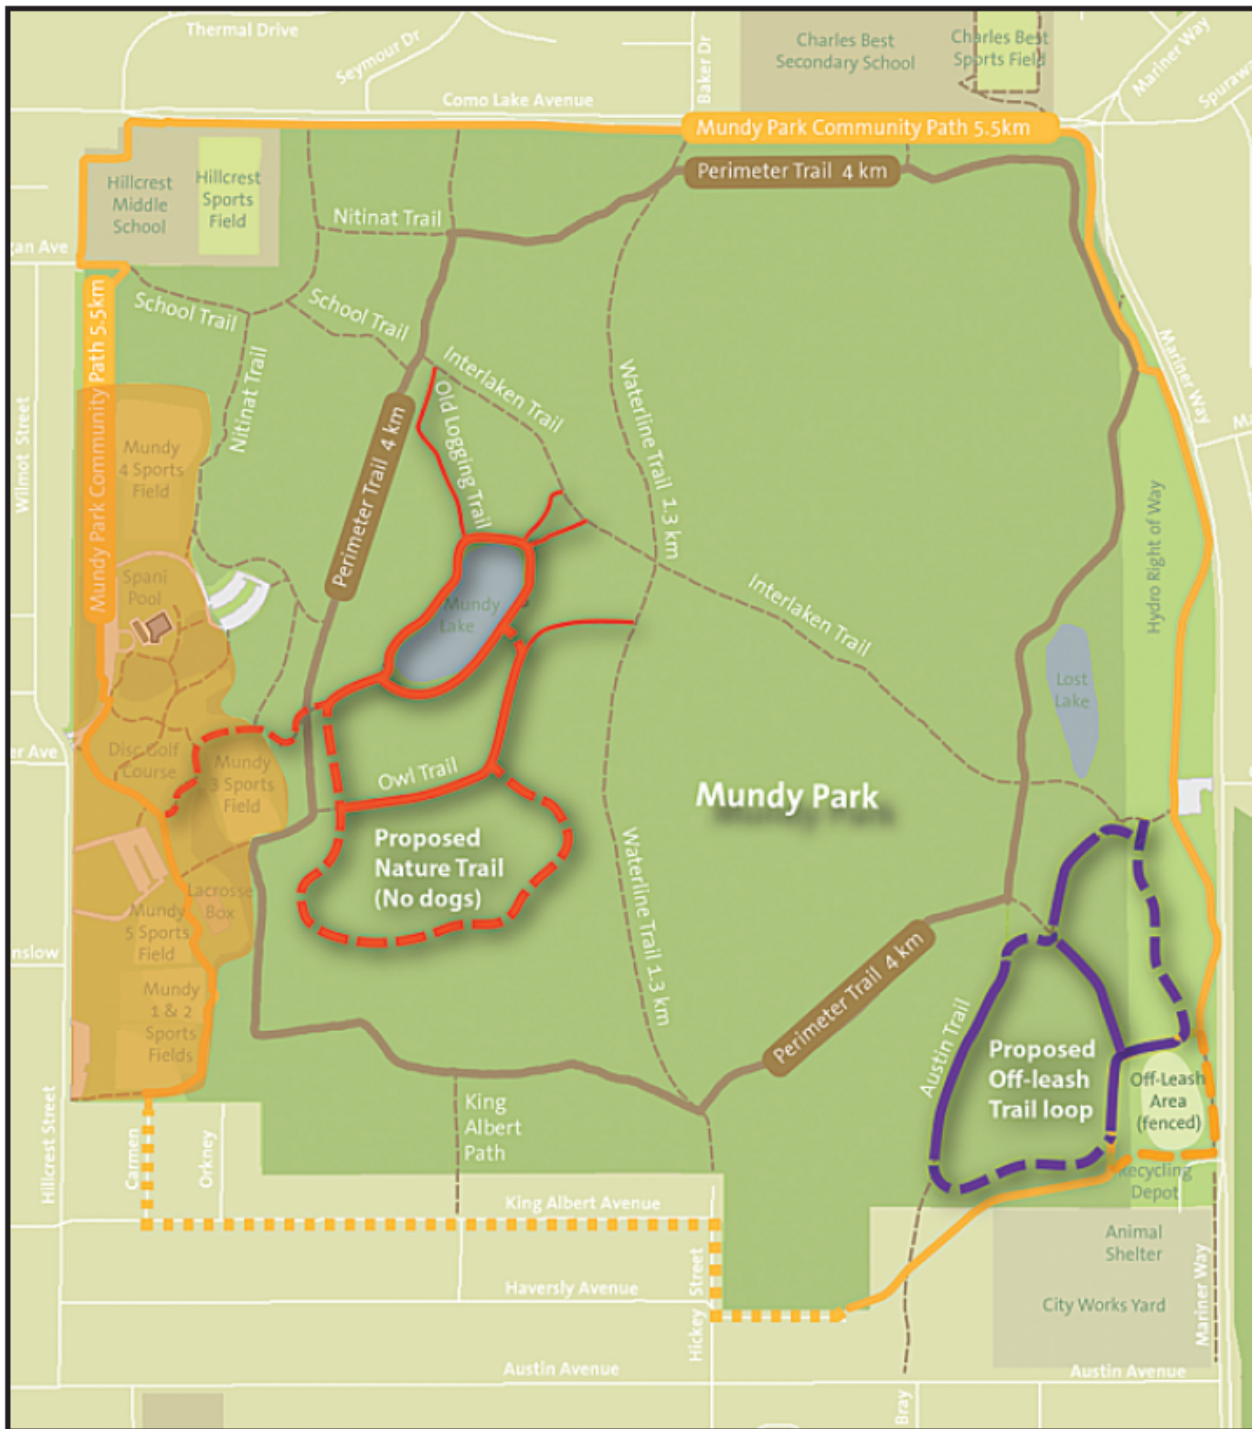 Thermal Drive
Seymour Dr
Baker Dr
Charles Best
Secondary School
Charles Best
Sports Field
Mariner Way
Como Lake Avenue
Mundy Park Community Path 5.5km
Perimeter Trail 4 km
Hillcrest
Middle
School
Hillcrest
Sports
Field
Nitinat Trail
gan Ave
School Trail
School Trail
Interlaken Trail
Mundy Park Community Path 5.5km
Nitinat Trail
Perimeter Trail 4 km
Old Logging Trail
Waterline Trail 1.3 km
Mariner Way
Wilmot Street
Mundy
4 Sports
Field
Hydro Right of Way
Spani
Pool
Mundy
Lake
Interlaken Trail
Lost
Lake
er Ave
Disc Golf
Course
Mundy
3 Sports
Field
Owl Trail
Mundy Park
Proposed
Nature Trail
(No dogs)
Waterline Trail 1.3 km
Lacrosse
Box
Mundy
5 Sports
Field
nslow
Perimeter Trail 4 km
Mundy
1 & 2
Sports
Fields
Austin Trail
Proposed
Off-leash
Trail loop
Off-Leash
Area
(fenced)
King
Albert
Path
Hillcrest Street
Carmen
Orkney
Recycling
Depot
King Albert Avenue
Animal
Shelter
Haversly Avenue
Hickey Street
City Works Yard
Mariner Way
Austin Avenue
Austin Avenue
Bray